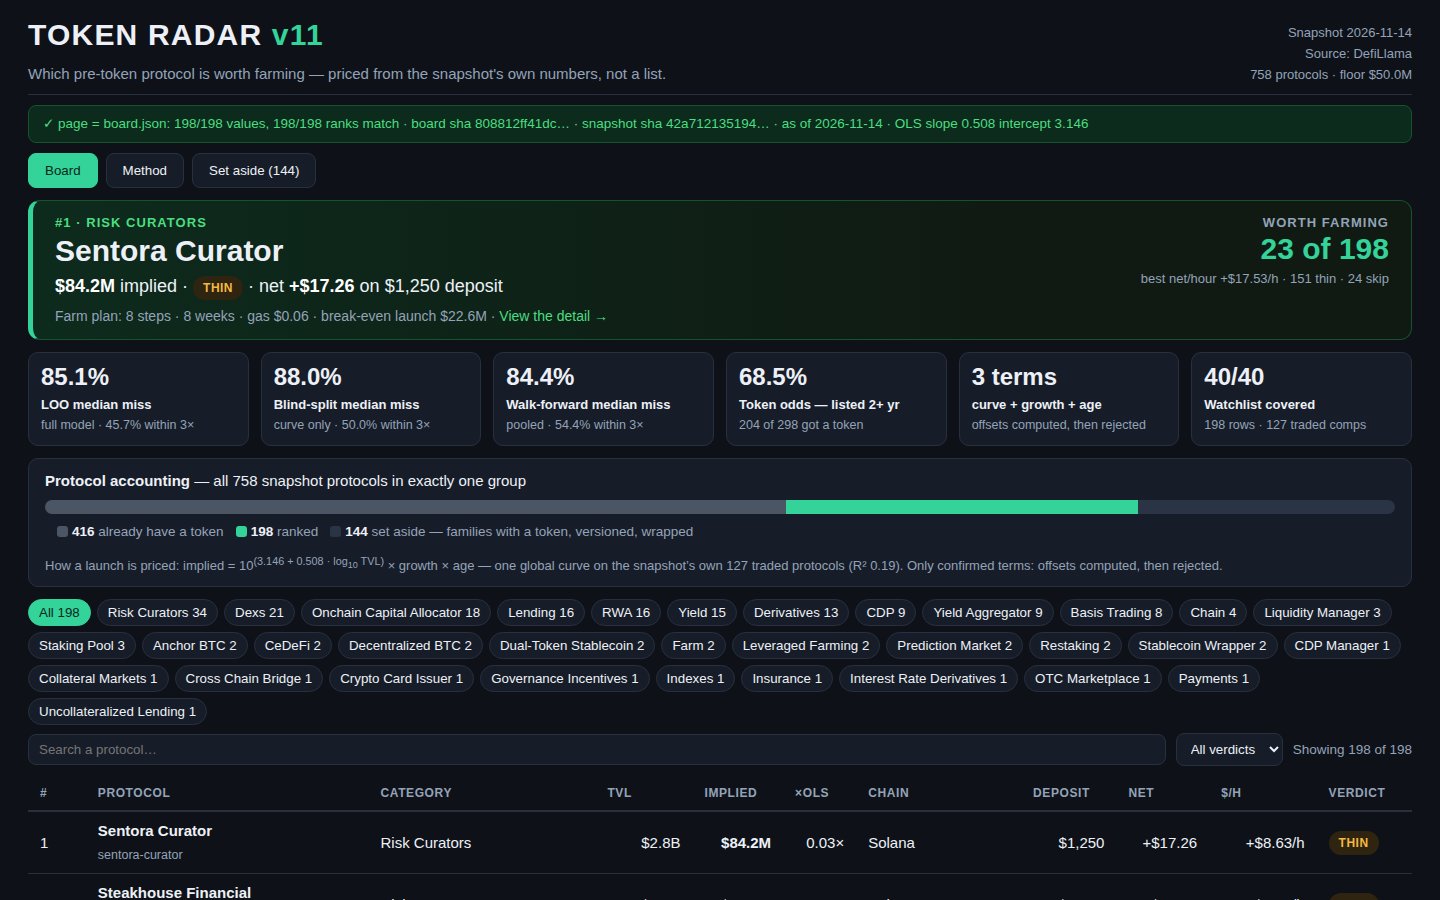 TOKEN RADAR v11
Which pre-token protocol is worth farming — priced from the snapshot's own numbers, not a list.
Snapshot 2026-11-14
Source: DefiLlama
758 protocols · floor $50.0M
✓ page = board.json: 198/198 values, 198/198 ranks match · board sha 808812ff41dc… · snapshot sha 42a712135194… · as of 2026-11-14 · OLS slope 0.508 intercept 3.146
Board
Method
Set aside (144)
#1 · RISK CURATORS
Sentora Curator
$84.2M implied · THIN · net +$17.26 on $1,250 deposit
Farm plan: 8 steps · 8 weeks · gas $0.06 · break-even launch $22.6M · View the detail →
WORTH FARMING
23 of 198
best net/hour +$17.53/h · 151 thin · 24 skip
85.1%
LOO median miss
full model · 45.7% within 3×
88.0%
Blind-split median miss
curve only · 50.0% within 3×
84.4%
Walk-forward median miss
pooled · 54.4% within 3×
68.5%
Token odds — listed 2+ yr
204 of 298 got a token
3 terms
curve + growth + age
offsets computed, then rejected
40/40
Watchlist covered
198 rows · 127 traded comps
Protocol accounting — all 758 snapshot protocols in exactly one group
416 already have a token 198 ranked 144 set aside — families with a token, versioned, wrapped
How a launch is priced: implied = 10(3.146 + 0.508 · log10 TVL) × growth × age — one global curve on the snapshot's own 127 traded protocols (R² 0.19). Only confirmed terms: offsets computed, then rejected.
All 198 Risk Curators 34 Dexs 21 Onchain Capital Allocator 18 Lending 16 RWA 16 Yield 15 Derivatives 13 CDP 9 Yield Aggregator 9 Basis Trading 8 Chain 4 Liquidity Manager 3
Staking Pool 3 Anchor BTC 2 CeDeFi 2 Decentralized BTC 2 Dual-Token Stablecoin 2 Farm 2 Leveraged Farming 2 Prediction Market 2 Restaking 2 Stablecoin Wrapper 2 CDP Manager 1
Collateral Markets 1 Cross Chain Bridge 1 Crypto Card Issuer 1 Governance Incentives 1 Indexes 1 Insurance 1 Interest Rate Derivatives 1 OTC Marketplace 1 Payments 1
Uncollateralized Lending 1
Search a protocol…
All verdicts
Showing 198 of 198
# PROTOCOL CATEGORY TVL IMPLIED ×OLS CHAIN DEPOSIT NET $/H VERDICT
1 Sentora Curator Risk Curators $2.8B $84.2M 0.03× Solana $1,250 +$17.26 +$8.63/h THIN
sentora-curator
Steakhouse Financial